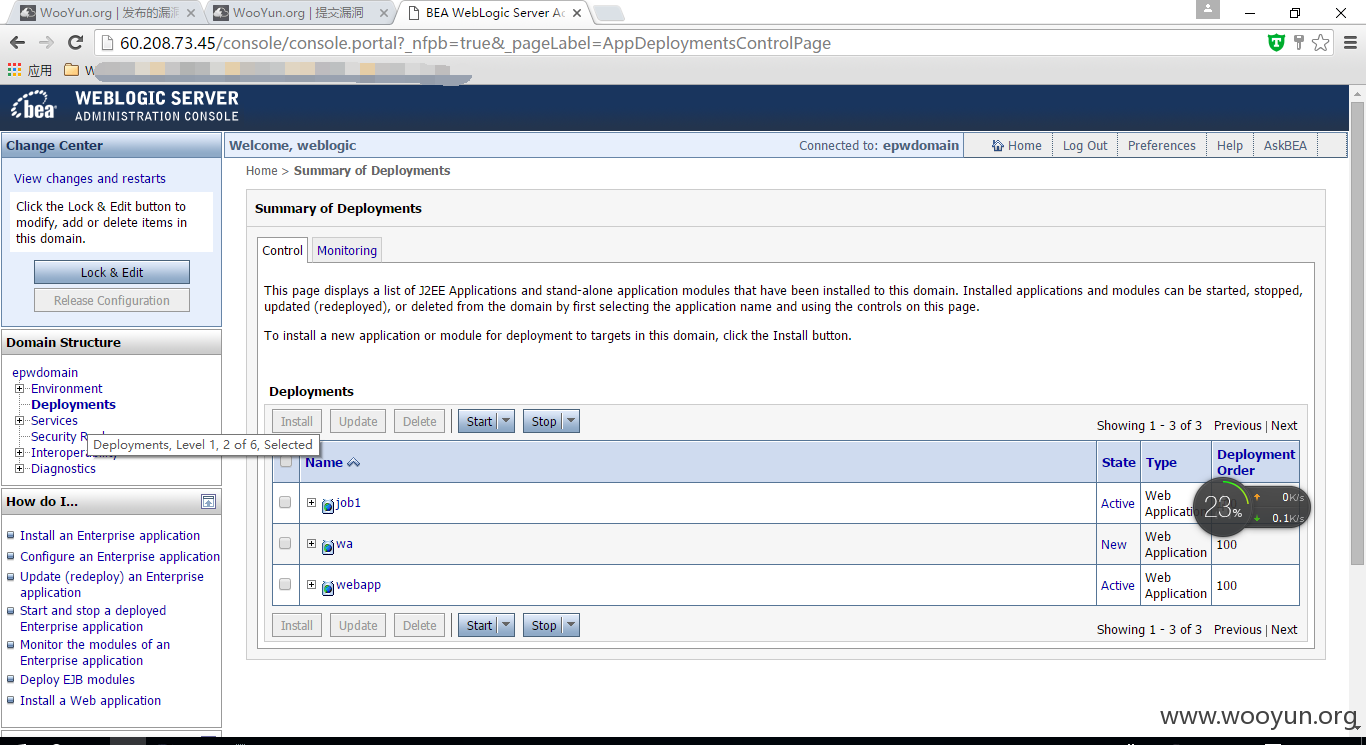 WooYun.org | 发布的漏洞
WooYun.org | 提交漏洞
BEA WebLogic Server Ad
60.208.73.45/console/console.portal?_nfpb=true&_pageLabel=AppDeploymentsControlPage
应用
bea
WEBLOGIC SERVER
ADMINISTRATION CONSOLE
Change Center
View changes and restarts
Click the Lock & Edit button to
modify, add or delete items in
this domain.
Lock & Edit
Release Configuration
Domain Structure
epwdomain
Environment
Deployments
Services
Security
Deployments, Level 1, 2 of 6, Selected
Diagnostics
How do I...
Install an Enterprise application
Configure an Enterprise application
Update (redeploy) an Enterprise
application
Start and stop a deployed
Enterprise application
Monitor the modules of an
Enterprise application
Deploy EJB modules
Install a Web application
Welcome, weblogic
Connected to: epwdomain
Home
Log Out
Preferences
Help
AskBEA
Home > Summary of Deployments
Summary of Deployments
Control
Monitoring
This page displays a list of J2EE Applications and stand-alone application modules that have been installed to this domain. Installed applications and modules can be started, stopped,
updated (redeployed), or deleted from the domain by first selecting the application name and using the controls on this page.
To install a new application or module for deployment to targets in this domain, click the Install button.
Deployments
Install Update Delete Start Stop
Showing 1 - 3 of 3 Previous | Next
Name State Type Deployment
Order
job1 Active Web
Application
wa New Web
Application 100
webapp Active Web
Application 100
23%
0K/s
0.1K/s
Install Update Delete Start Stop
Showing 1 - 3 of 3 Previous | Next
www.wooyun.org